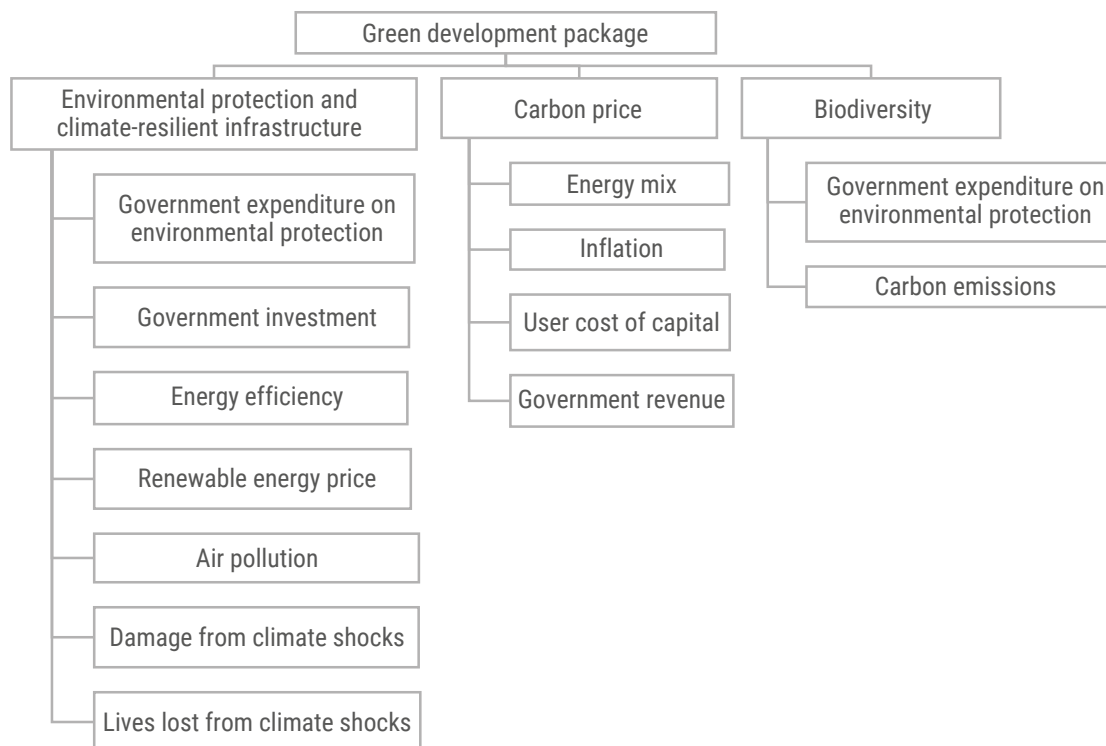 Green development package
Environmental protection and
climate-resilient infrastructure
Government expenditure on
environmental protection
Government investment
Energy efficiency
Renewable energy price
Air pollution
Damage from climate shocks
Lives lost from climate shocks
Carbon price
Energy mix
Inflation
User cost of capital
Government revenue
Biodiversity
Government expenditure on
environmental protection
Carbon emissions